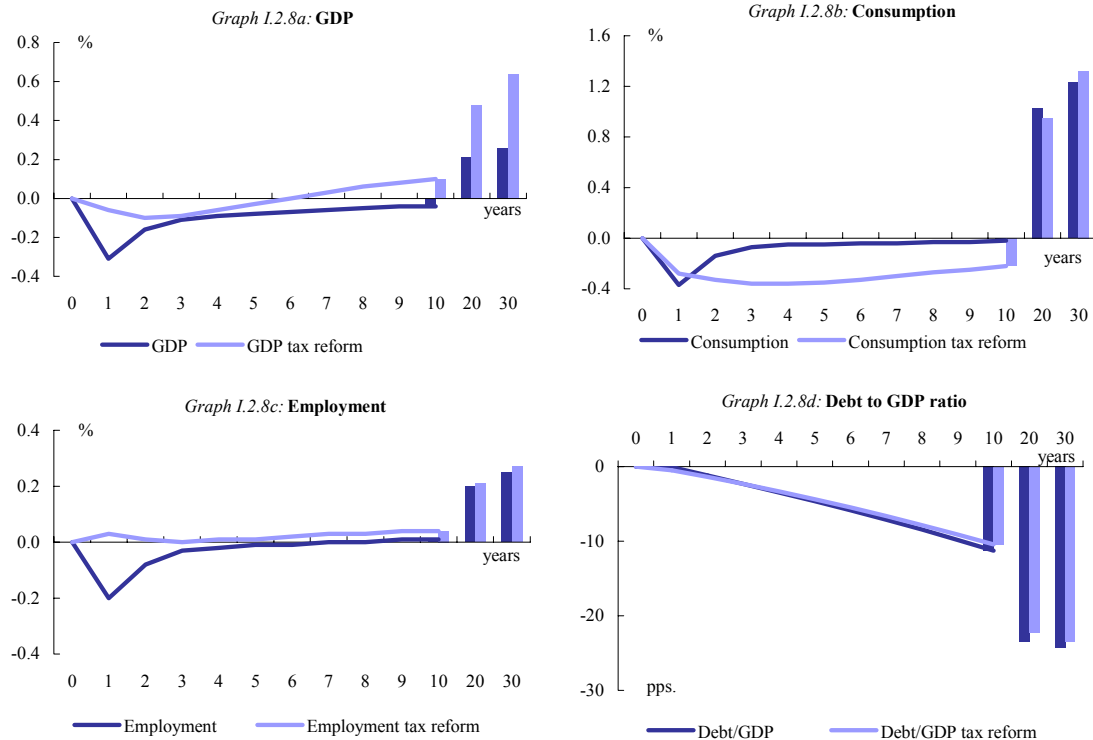 Graph I.2.8a: GDP
%
0.8
0.6
0.4
0.2
0.0
-0.2
-0.4
years
0 1 2 3 4 5 6 7 8 9 10 20 30
GDP GDP tax reform
Graph I.2.8b: Consumption
%
1.6
1.2
0.8
0.4
0.0
-0.4
years
0 1 2 3 4 5 6 7 8 9 10 20 30
Consumption Consumption tax reform
Graph I.2.8c: Employment
%
0.4
0.2
0.0
-0.2
-0.4
years
0 1 2 3 4 5 6 7 8 9 10 20 30
Employment Employment tax reform
Graph I.2.8d: Debt to GDP ratio
0 1 2 3 4 5 6 7 8 9 10 20 30
years
0
-10
-20
-30
pps.
Debt/GDP Debt/GDP tax reform